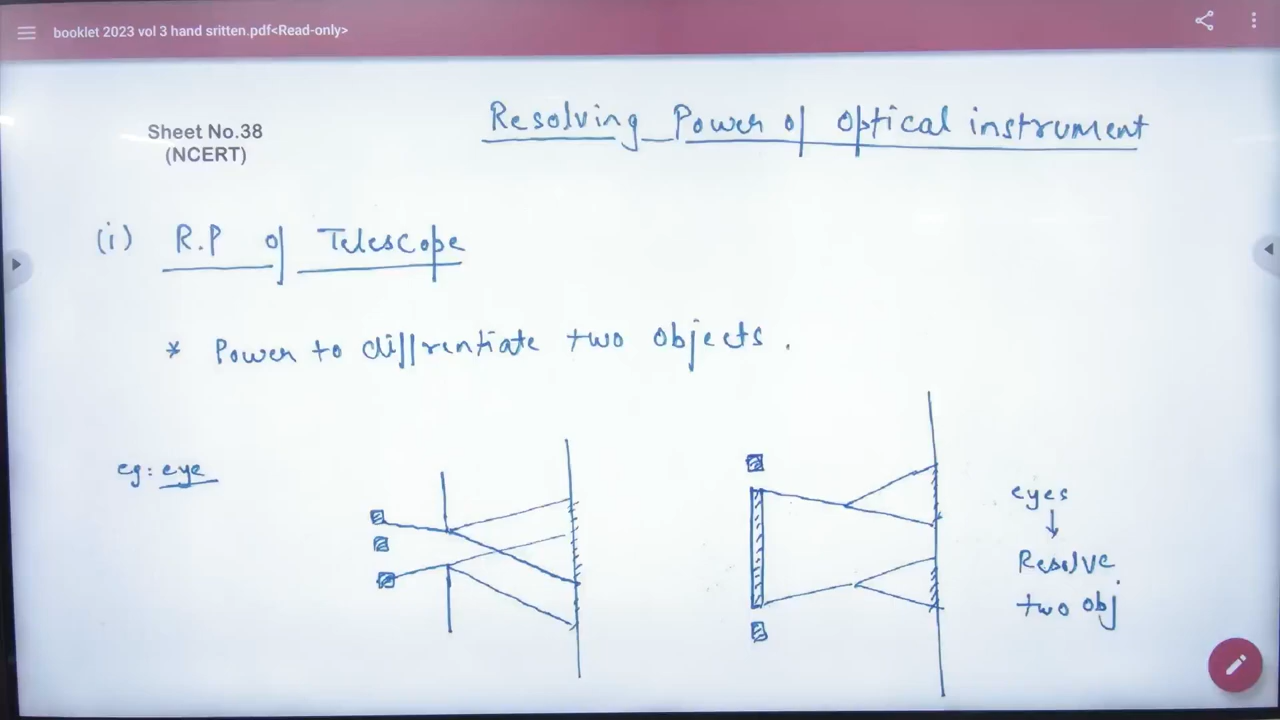 booklet 2023 vol 3 hand sritten.pdf<Read-only>
Sheet No.38
(NCERT)
Resolving Power of optical instrument
(i) R.P of Telescope
* Power to diffrentiate two objects.
eg: eye
eyes
↓
Resolve
two obj